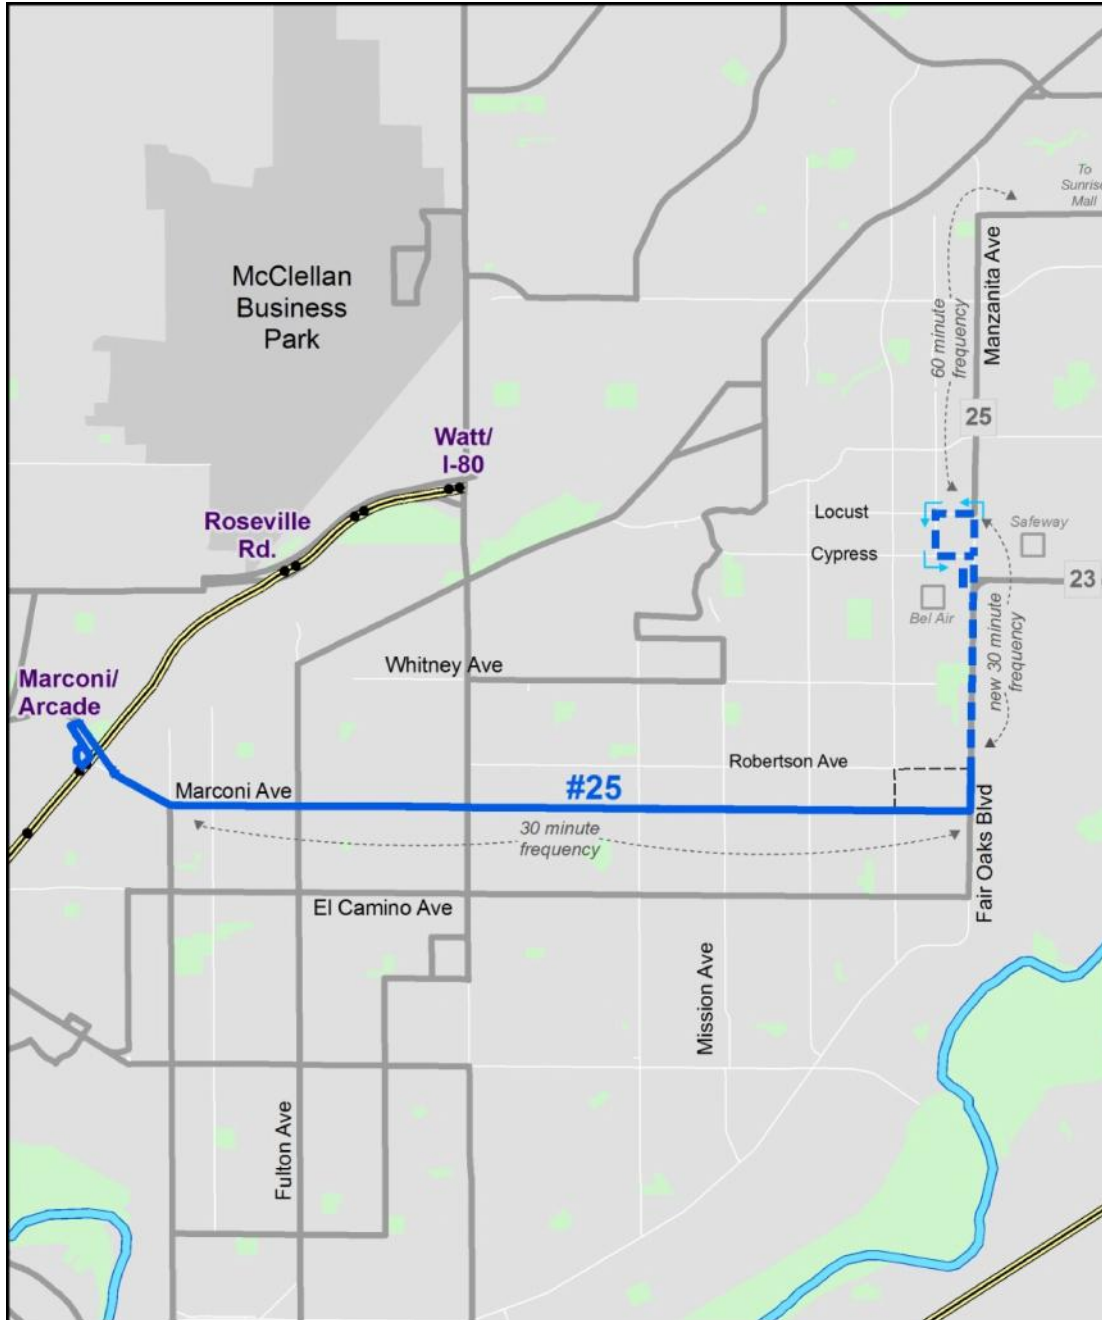 To
Sunrise
Mall
McClellan
Business
Park
Manzanita Ave
60 minute
frequency
25
Watt/
I-80
Locust
Safeway
Roseville
Rd.
Cypress
23
Bel Air
new 30 minute
frequency
Whitney Ave
Marconi/
Arcade
Robertson Ave
Marconi Ave
#25
30 minute
frequency
Fair Oaks Blvd
El Camino Ave
Mission Ave
Fulton Ave